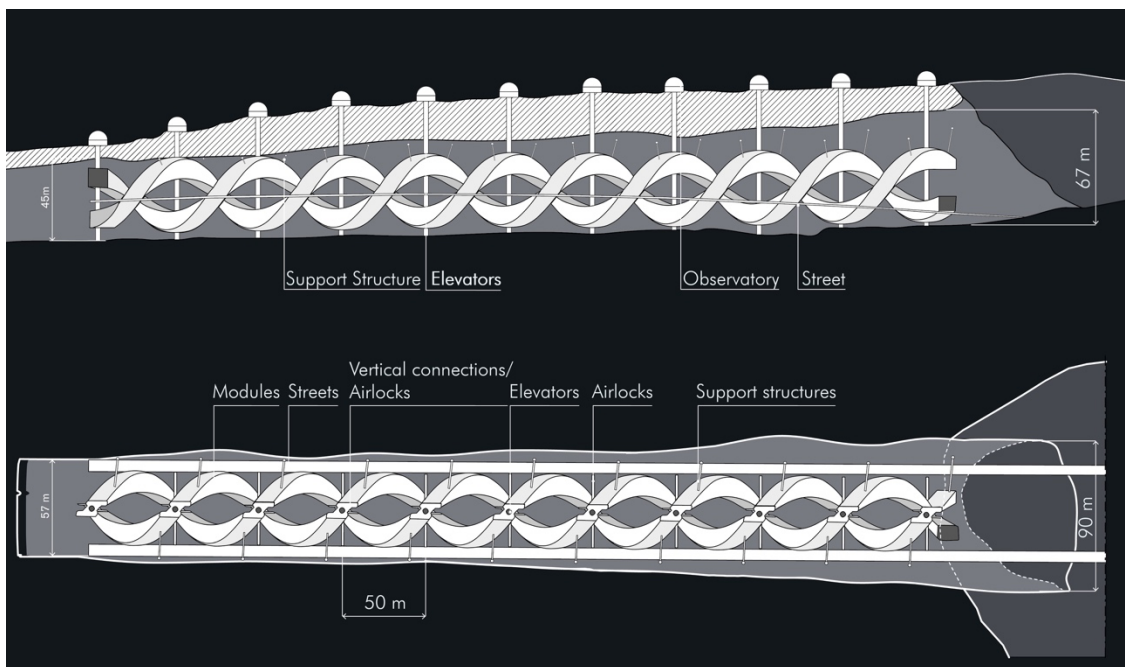 45m
67 m
Support Structure
Elevators
Observatory
Street
Vertical connections/
Airlocks
Modules
Streets
Elevators
Airlocks
Support structures
57 m
90 m
50 m